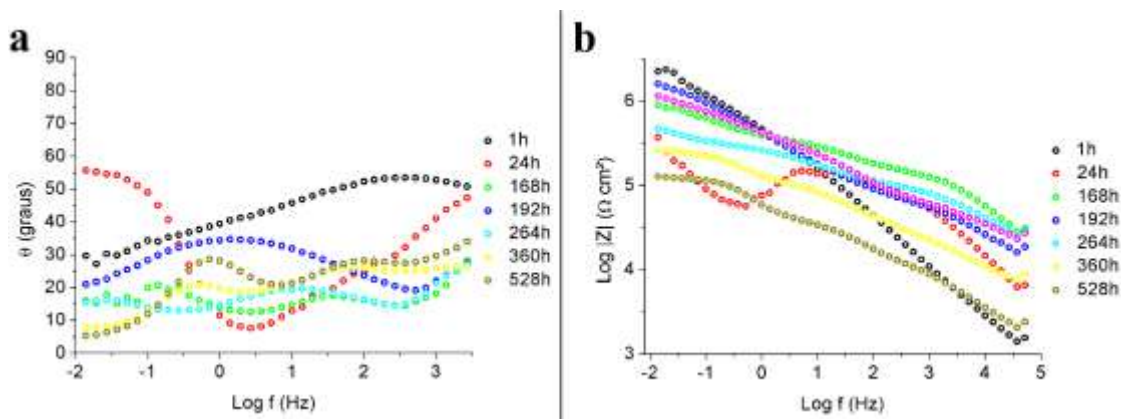 a
90
80
70
60
50
40
30
20
10
0
θ (graus)
-2 -1 0 1 2 3
Log f (Hz)
1h
24h
168h
192h
264h
360h
528h
b
6
5
4
3
Log |Z| (Ω cm²)
-2 -1 0 1 2 3 4 5
Log f (Hz)
1h
24h
168h
192h
264h
360h
528h